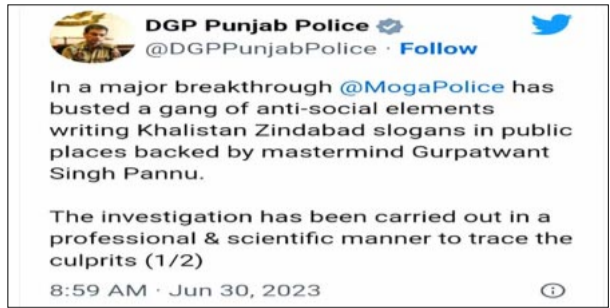 DGP Punjab Police
@DGPPunjabPolice · Follow
In a major breakthrough @MogaPolice has
busted a gang of anti-social elements
writing Khalistan Zindabad slogans in public
places backed by mastermind Gurpatwant
Singh Pannu.
The investigation has been carried out in a
professional & scientific manner to trace the
culprits (1/2)
8:59 AM · Jun 30, 2023